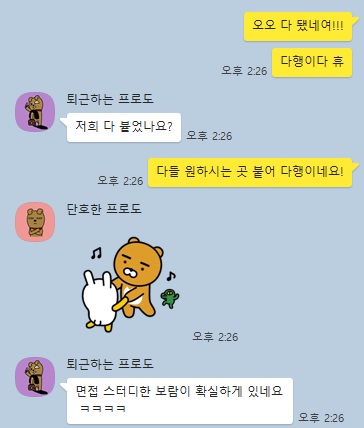 오오 다 됐네여!!!
다행이다 휴
오후 2:26
퇴근하는 프로도
저희 다 붙었나요?
오후 2:26
다들 원하시는 곳 붙어 다행이네요!
오후 2:26
단호한 프로도
오후 2:26
퇴근하는 프로도
면접 스터디한 보람이 확실하게 있네요
ㅋㅋㅋㅋ
오후 2:26